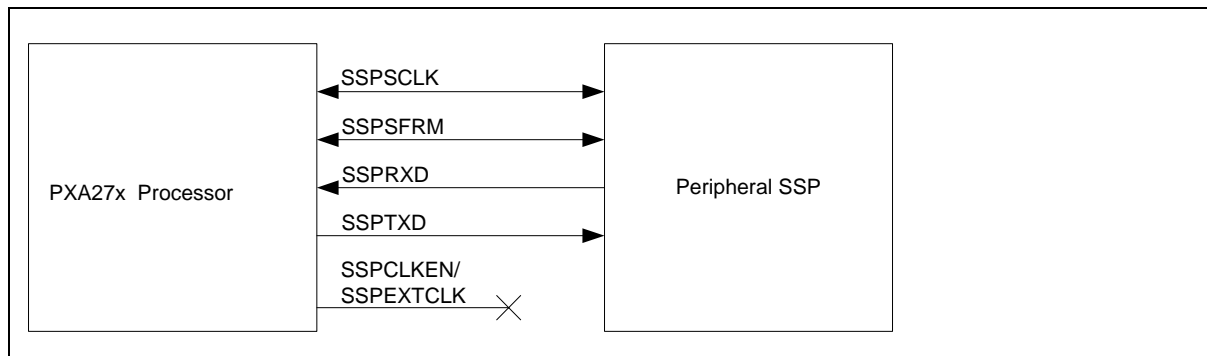 SSPSCLK
SSPSFRM
SSPRXD
PXA27x Processor
Peripheral SSP
SSPTXD
SSPCLKEN/
SSPEXTCLK